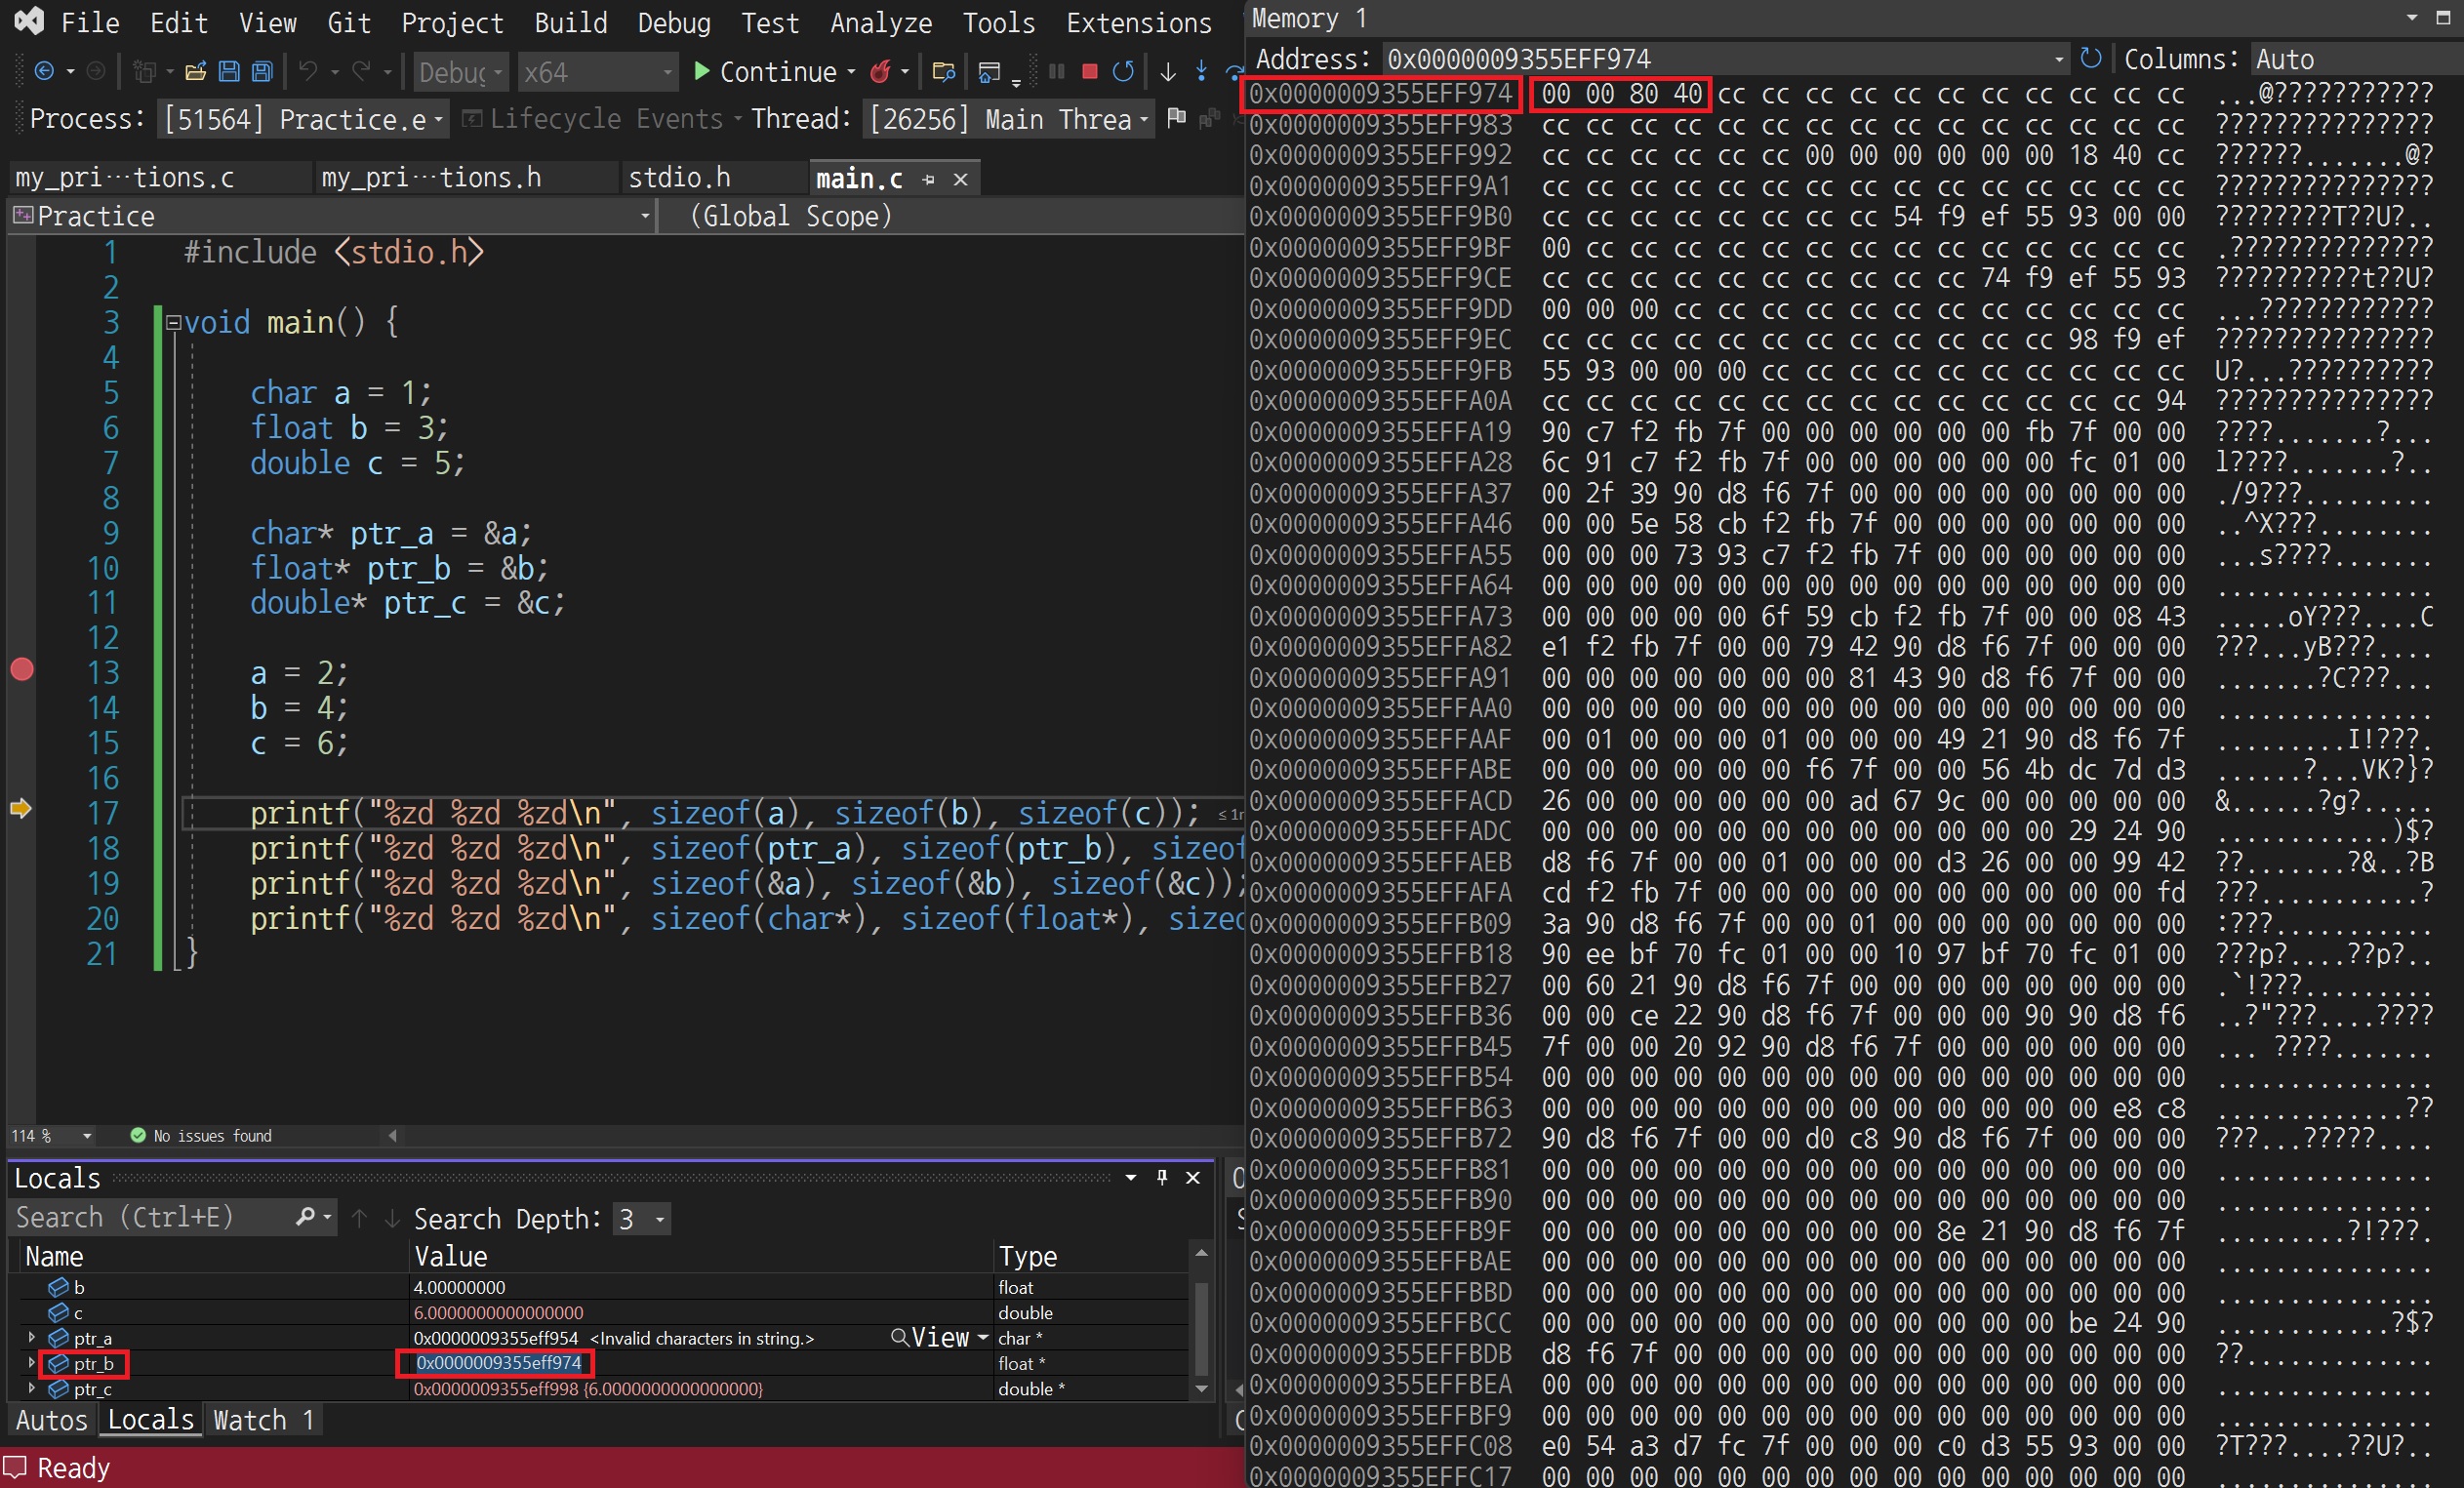 File Edit View Git Project Build Debug Test Analyze Tools Extensions
Debug x64 Continue
Process: [51564] Practice.e Lifecycle Events Thread: [26256] Main Threa
my_pri···tions.c my_pri···tions.h stdio.h main.c
Practice (Global Scope)
1 #include <stdio.h>
2
3 void main() {
4
5 char a = 1;
6 float b = 3;
7 double c = 5;
8
9 char* ptr_a = &a;
10 float* ptr_b = &b;
11 double* ptr_c = &c;
12
13 a = 2;
14 b = 4;
15 c = 6;
16
17 printf("%zd %zd %zd\n", sizeof(a), sizeof(b), sizeof(c));
18 printf("%zd %zd %zd\n", sizeof(ptr_a), sizeof(ptr_b), sizeof
19 printf("%zd %zd %zd\n", sizeof(&a), sizeof(&b), sizeof(&c));
20 printf("%zd %zd %zd\n", sizeof(char*), sizeof(float*), sizeo
21 }
114 % No issues found
Locals
Search (Ctrl+E) Search Depth: 3
Name Value Type
b 4.00000000 float
c 6.0000000000000000 double
ptr_a 0x0000009355eff954 <Invalid characters in string.> View char *
ptr_b 0x0000009355eff974 float *
ptr_c 0x0000009355eff998 {6.0000000000000000} double *
Autos Locals Watch 1
Ready
Memory 1
Address: 0x0000009355EFF974 Columns: Auto
0x0000009355EFF974 00 00 80 40 cc cc cc cc cc cc cc cc cc cc cc ...@???????????
0x0000009355EFF983 cc cc cc cc cc cc cc cc cc cc cc cc cc cc cc ???????????????
0x0000009355EFF992 cc cc cc cc cc cc 00 00 00 00 00 00 18 40 cc ??????.......@?
0x0000009355EFF9A1 cc cc cc cc cc cc cc cc cc cc cc cc cc cc cc ???????????????
0x0000009355EFF9B0 cc cc cc cc cc cc cc cc 54 f9 ef 55 93 00 00 ????????T??U?..
0x0000009355EFF9BF 00 cc cc cc cc cc cc cc cc cc cc cc cc cc cc .??????????????
0x0000009355EFF9CE cc cc cc cc cc cc cc cc cc cc 74 f9 ef 55 93 ??????????t??U?
0x0000009355EFF9DD 00 00 00 cc cc cc cc cc cc cc cc cc cc cc cc ...????????????
0x0000009355EFF9EC cc cc cc cc cc cc cc cc cc cc cc cc 98 f9 ef ???????????????
0x0000009355EFF9FB 55 93 00 00 00 cc cc cc cc cc cc cc cc cc cc U?...??????????
0x0000009355EFFA0A cc cc cc cc cc cc cc cc cc cc cc cc cc cc 94 ???????????????
0x0000009355EFFA19 90 c7 f2 fb 7f 00 00 00 00 00 00 fb 7f 00 00 ????.......?...
0x0000009355EFFA28 6c 91 c7 f2 fb 7f 00 00 00 00 00 00 fc 01 00 l????.......?..
0x0000009355EFFA37 00 2f 39 90 d8 f6 7f 00 00 00 00 00 00 00 00 ./9???.........
0x0000009355EFFA46 00 00 5e 58 cb f2 fb 7f 00 00 00 00 00 00 00 ..^X???........
0x0000009355EFFA55 00 00 00 73 93 c7 f2 fb 7f 00 00 00 00 00 00 ...s????.......
0x0000009355EFFA64 00 00 00 00 00 00 00 00 00 00 00 00 00 00 00 ...............
0x0000009355EFFA73 00 00 00 00 00 6f 59 cb f2 fb 7f 00 00 08 43 .....oY???....C
0x0000009355EFFA82 e1 f2 fb 7f 00 00 79 42 90 d8 f6 7f 00 00 00 ???...yB???....
0x0000009355EFFA91 00 00 00 00 00 00 00 81 43 90 d8 f6 7f 00 00 .......?C???...
0x0000009355EFFAA0 00 00 00 00 00 00 00 00 00 00 00 00 00 00 00 ...............
0x0000009355EFFAAF 00 01 00 00 00 01 00 00 00 49 21 90 d8 f6 7f .........I!???.
0x0000009355EFFABE 00 00 00 00 00 00 f6 7f 00 00 56 4b dc 7d d3 ......?...VK?}?
0x0000009355EFFACD 26 00 00 00 00 00 00 ad 67 9c 00 00 00 00 00 &......?g?.....
0x0000009355EFFADC 00 00 00 00 00 00 00 00 00 00 00 00 29 24 90 ............)$?
0x0000009355EFFAEB d8 f6 7f 00 00 01 00 00 00 d3 26 00 00 99 42 ??.......?&..?B
0x0000009355EFFAFA cd f2 fb 7f 00 00 00 00 00 00 00 00 00 00 fd ???...........?
0x0000009355EFFB09 3a 90 d8 f6 7f 00 00 01 00 00 00 00 00 00 00 :???...........
0x0000009355EFFB18 90 ee bf 70 fc 01 00 00 10 97 bf 70 fc 01 00 ???p?....??p?..
0x0000009355EFFB27 00 60 21 90 d8 f6 7f 00 00 00 00 00 00 00 00 .`!???.........
0x0000009355EFFB36 00 00 ce 22 90 d8 f6 7f 00 00 00 90 90 d8 f6 ..?"???....????
0x0000009355EFFB45 7f 00 00 20 92 90 d8 f6 7f 00 00 00 00 00 00 ... ????.......
0x0000009355EFFB54 00 00 00 00 00 00 00 00 00 00 00 00 00 00 00 ...............
0x0000009355EFFB63 00 00 00 00 00 00 00 00 00 00 00 00 00 e8 c8 .............??
0x0000009355EFFB72 90 d8 f6 7f 00 00 d0 c8 90 d8 f6 7f 00 00 00 ???...?????....
0x0000009355EFFB81 00 00 00 00 00 00 00 00 00 00 00 00 00 00 00 ...............
0x0000009355EFFB90 00 00 00 00 00 00 00 00 00 00 00 00 00 00 00 ...............
0x0000009355EFFB9F 00 00 00 00 00 00 00 00 00 8e 21 90 d8 f6 7f .........?!???.
0x0000009355EFFBAE 00 00 00 00 00 00 00 00 00 00 00 00 00 00 00 ...............
0x0000009355EFFBBD 00 00 00 00 00 00 00 00 00 00 00 00 00 00 00 ...............
0x0000009355EFFBCC 00 00 00 00 00 00 00 00 00 00 00 00 be 24 90 ............?$?
0x0000009355EFFBDB d8 f6 7f 00 00 00 00 00 00 00 00 00 00 00 00 ??.............
0x0000009355EFFBEA 00 00 00 00 00 00 00 00 00 00 00 00 00 00 00 ...............
0x0000009355EFFBF9 00 00 00 00 00 00 00 00 00 00 00 00 00 00 00 ...............
0x0000009355EFFC08 e0 54 a3 d7 fc 7f 00 00 00 c0 d3 55 93 00 00 ?T???....??U?..
0x0000009355EFFC17 00 00 00 00 00 00 00 00 00 00 00 00 00 00 00 ...............